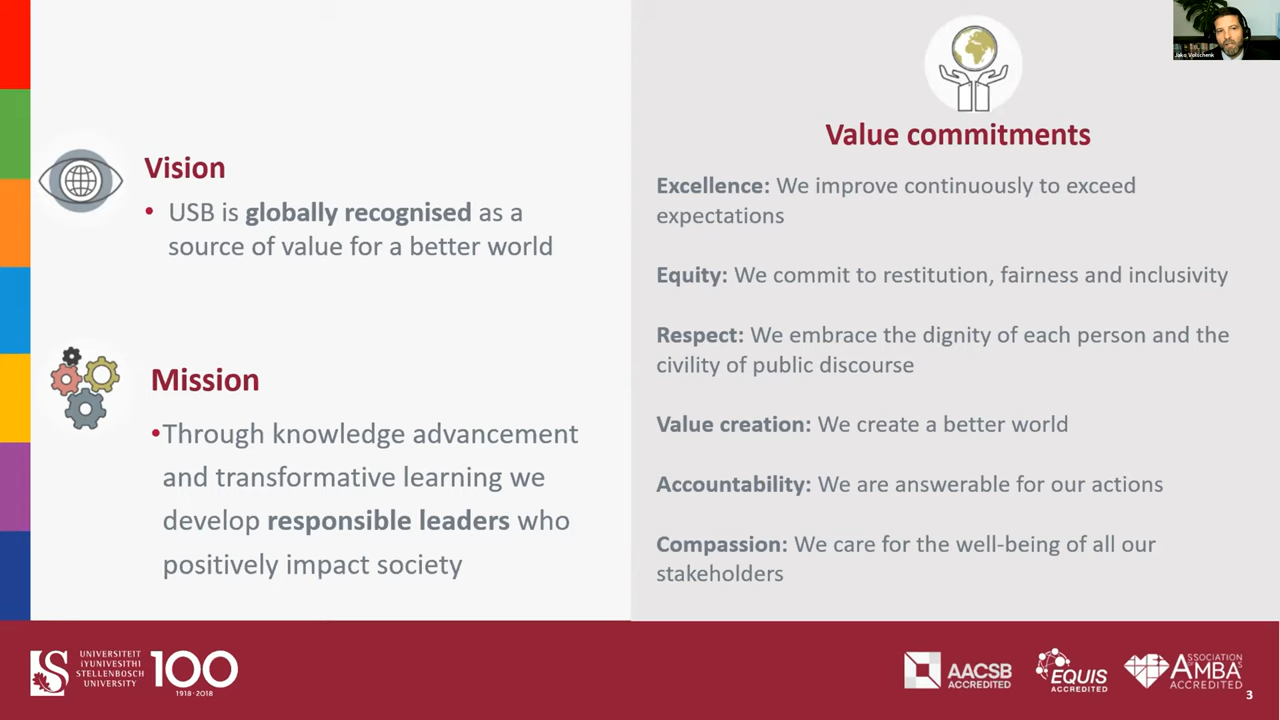 Jako Volschenk
Vision
• USB is globally recognised as a
source of value for a better world
Mission
•Through knowledge advancement
and transformative learning we
develop responsible leaders who
positively impact society
Value commitments
Excellence: We improve continuously to exceed
expectations
Equity: We commit to restitution, fairness and inclusivity
Respect: We embrace the dignity of each person and the
civility of public discourse
Value creation: We create a better world
Accountability: We are answerable for our actions
Compassion: We care for the well-being of all our
stakeholders
UNIVERSITEIT
iYUNIVESITHI
STELLENBOSCH
UNIVERSITY
100
1918·2018
AACSB
ACCREDITED
EQUIS
ACCREDITED
ASSOCIATION
OF MBAs
AMBA
ACCREDITED
3